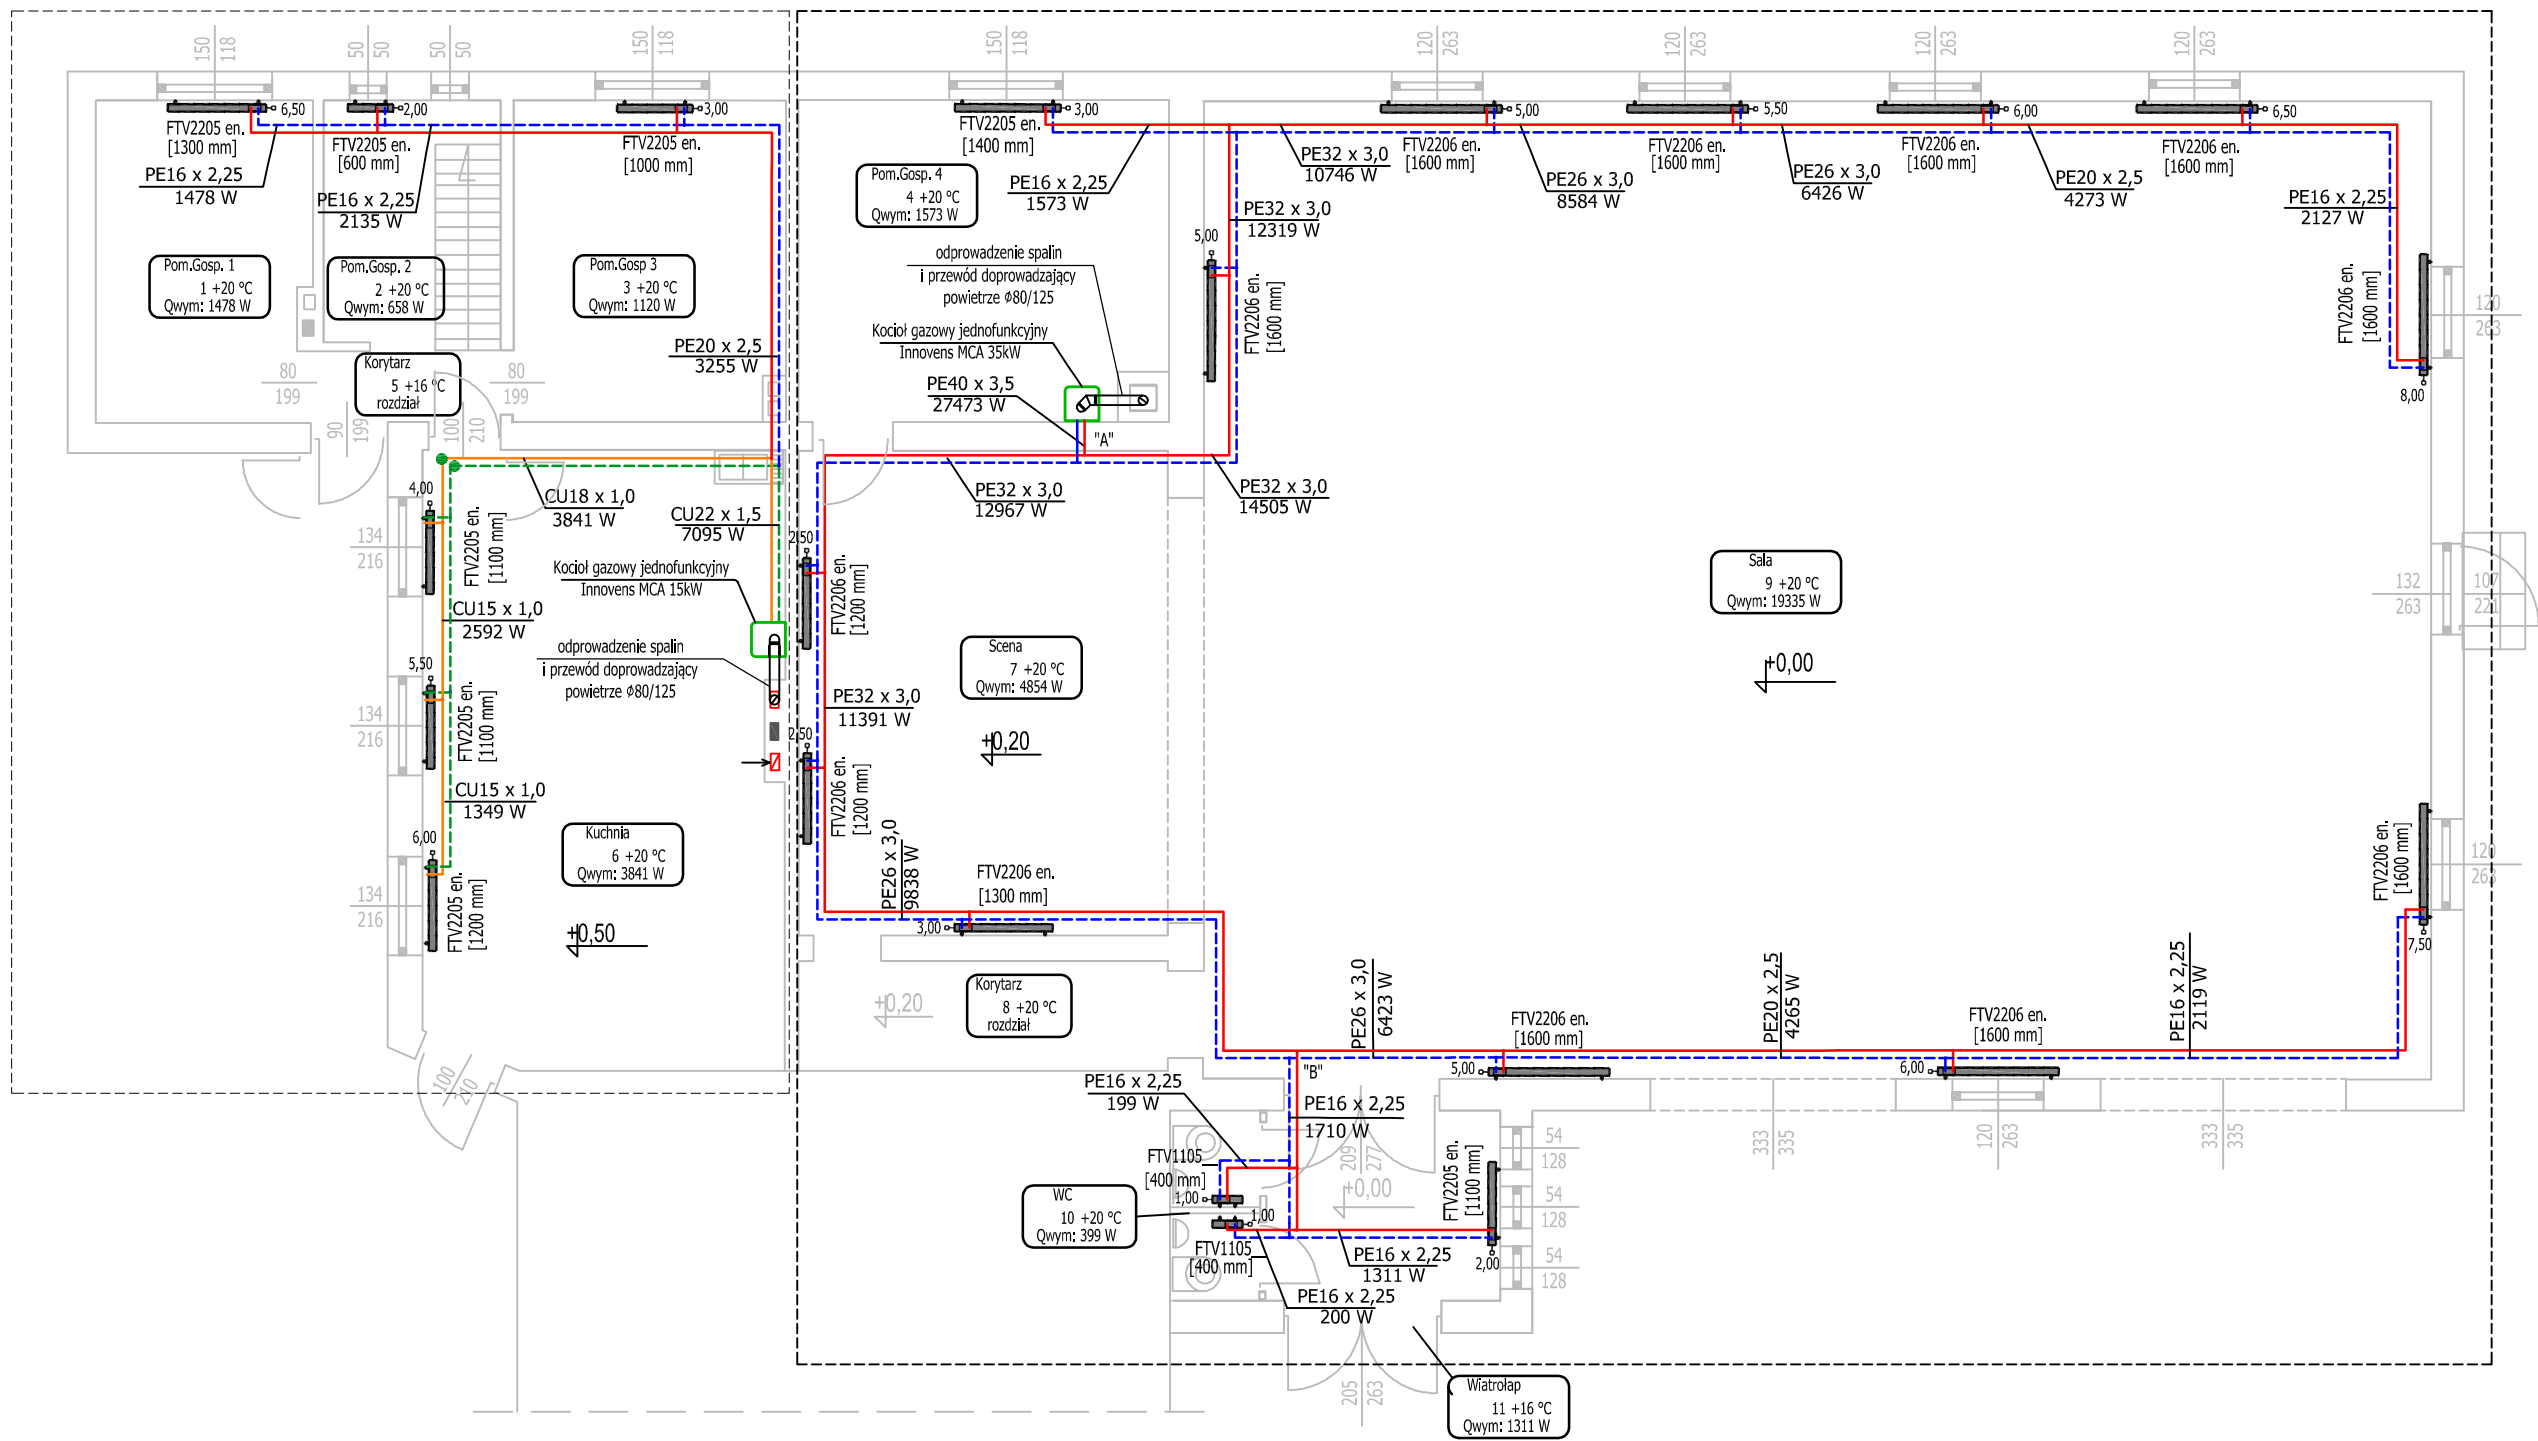 150
118
50
50
50
50
150
118
150
118
120
263
120
263
120
263
120
263
6,50
2,00
3,00
3,00
5,00
5,50
6,00
6,50
FTV2205 en.
[1300 mm]
FTV2205 en.
[600 mm]
FTV2205 en.
[1000 mm]
FTV2205 en.
[1400 mm]
FTV2206 en.
[1600 mm]
FTV2206 en.
[1600 mm]
FTV2206 en.
[1600 mm]
FTV2206 en.
[1600 mm]
PE16 x 2,25
1478 W
PE16 x 2,25
2135 W
Pom.Gosp. 4
4 +20 °C
Qwym: 1573 W
PE16 x 2,25
1573 W
PE32 x 3,0
10746 W
PE26 x 3,0
8584 W
PE26 x 3,0
6426 W
PE20 x 2,5
4273 W
PE16 x 2,25
2127 W
PE32 x 3,0
12319 W
5,00
Pom.Gosp. 1
1 +20 °C
Qwym: 1478 W
Pom.Gosp. 2
2 +20 °C
Qwym: 658 W
Pom.Gosp 3
3 +20 °C
Qwym: 1120 W
odprowadzenie spalin
i przewód doprowadzający
powietrze ø80/125
Kocioł gazowy jednofunkcyjny
Innovens MCA 35kW
FTV2206 en.
[1600 mm]
FTV2206 en.
[1600 mm]
120
263
8,00
PE20 x 2,5
3255 W
Korytarz
5 +16 °C
rozdział
80
199
80
199
90
199
100
210
PE40 x 3,5
27473 W
"A"
PE32 x 3,0
12967 W
PE32 x 3,0
14505 W
CU18 x 1,0
3841 W
CU22 x 1,5
7095 W
4,00
134
216
FTV2205 en.
[1100 mm]
2,50
FTV2206 en.
[1200 mm]
Kocioł gazowy jednofunkcyjny
Innovens MCA 15kW
CU15 x 1,0
2592 W
odprowadzenie spalin
i przewód doprowadzający
powietrze ø80/125
Sala
9 +20 °C
Qwym: 19335 W
132
263
107
221
Scena
7 +20 °C
Qwym: 4854 W
+0,00
5,50
134
216
FTV2205 en.
[1100 mm]
PE32 x 3,0
11391 W
2,50
+0,20
FTV2206 en.
[1200 mm]
CU15 x 1,0
1349 W
6,00
134
216
FTV2205 en.
[1200 mm]
Kuchnia
6 +20 °C
Qwym: 3841 W
+0,50
PE26 x 3,0
9838 W
FTV2206 en.
[1300 mm]
3,00
FTV2206 en.
[1600 mm]
120
263
7,50
Korytarz
8 +20 °C
rozdział
+0,20
PE26 x 3,0
6423 W
PE20 x 2,5
4265 W
PE16 x 2,25
2119 W
FTV2206 en.
[1600 mm]
FTV2206 en.
[1600 mm]
5,00
6,00
100
210
"B"
PE16 x 2,25
199 W
PE16 x 2,25
1710 W
FTV1105
[400 mm]
1,00
209
277
+0,00
FTV2205 en.
[1100 mm]
54
128
54
128
54
128
333
335
120
263
333
335
WC
10 +20 °C
Qwym: 399 W
1,00
FTV1105
[400 mm]
PE16 x 2,25
1311 W
2,00
PE16 x 2,25
200 W
205
263
Wiatrołap
11 +16 °C
Qwym: 1311 W